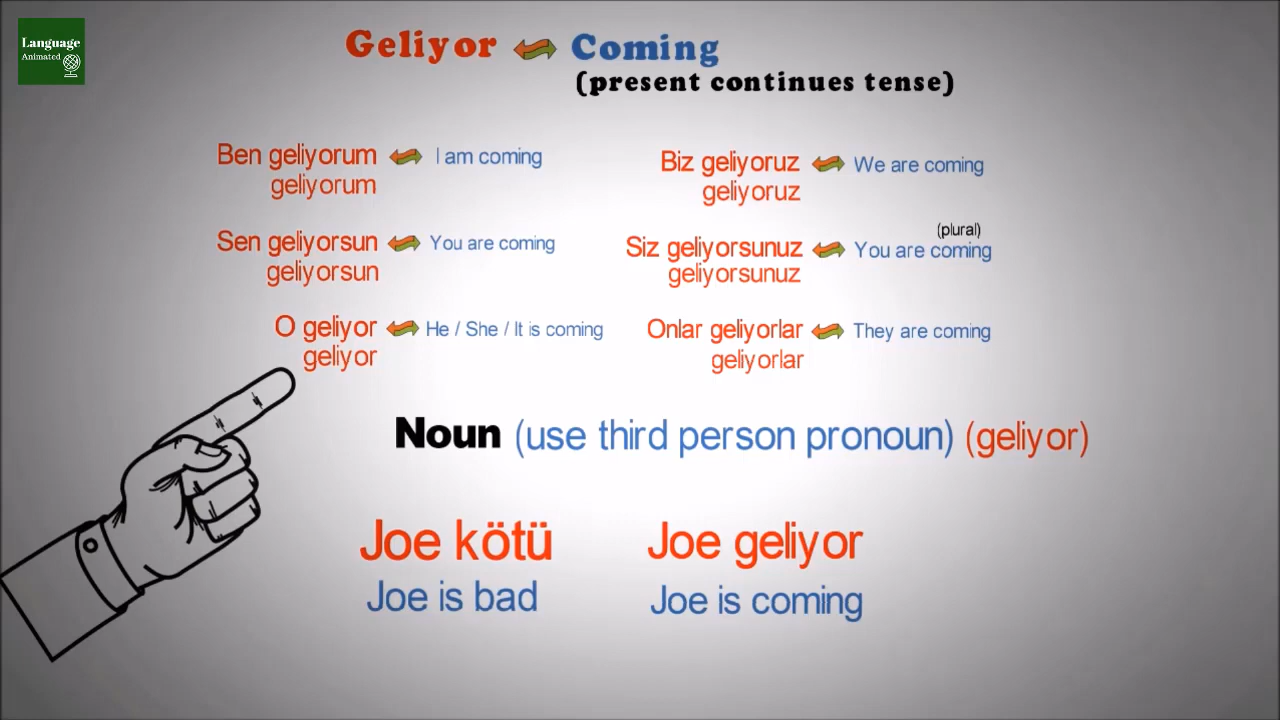 Language
Animated
Geliyor Coming
(present continues tense)
Ben geliyorum I am coming
geliyorum
Sen geliyorsun You are coming
geliyorsun
O geliyor He / She / It is coming
geliyor
Biz geliyoruz We are coming
geliyoruz
(plural)
Siz geliyorsunuz You are coming
geliyorsunuz
Onlar geliyorlar They are coming
geliyorlar
Noun (use third person pronoun) (geliyor)
Joe kötü
Joe is bad
Joe geliyor
Joe is coming